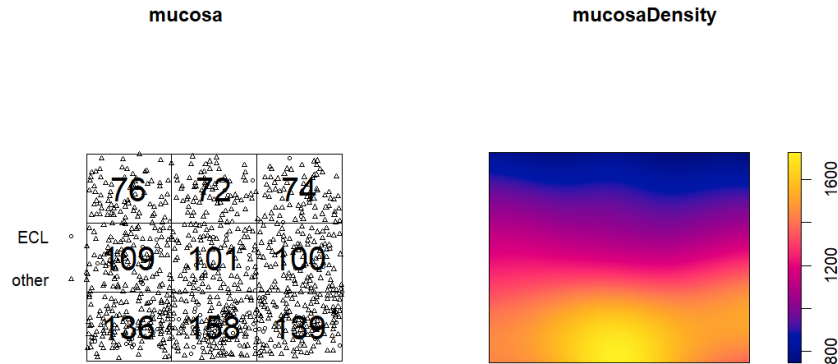 mucosa
76 72 74
109 101 100
136 158 139
ECL
other
mucosaDensity
800 1200 1600